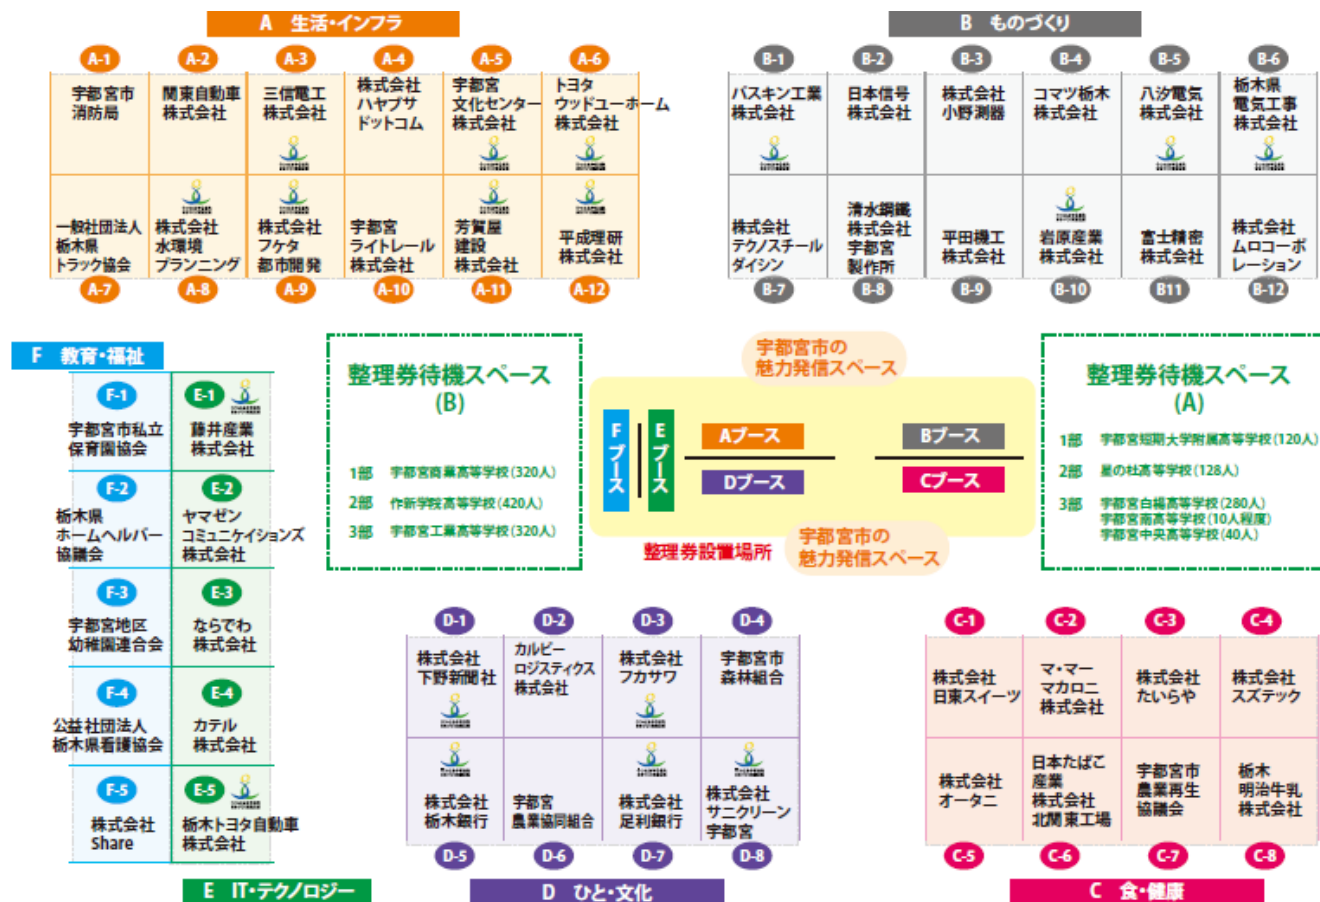 A 生活・インフラ
A-1
A-2
A-3
A-4
A-5
A-6
宇都宮市
消防局
関東自動車
株式会社
三信電工
株式会社
株式会社
ハヤブサ
ドットコム
宇都宮
文化センター
株式会社
トヨタ
ウッドユーホーム
株式会社
一般社団法人
栃木県
トラック協会
株式会社
水環境
プランニング
株式会社
フケタ
都市開発
宇都宮
ライトレール
株式会社
芳賀屋
建設
株式会社
平成理研
株式会社
A-7
A-8
A-9
A-10
A-11
A-12
B ものづくり
B-1
B-2
B-3
B-4
B-5
B-6
バスキン工業
株式会社
日本信号
株式会社
株式会社
小野測器
コマツ栃木
株式会社
八汐電気
株式会社
栃木県
電気工事
株式会社
株式会社
テクノスチール
ダイシン
清水鋼鐵
株式会社
宇都宮
製作所
平田機工
株式会社
岩原産業
株式会社
富士精密
株式会社
株式会社
ムロコーポ
レーション
B-7
B-8
B-9
B-10
B11
B-12
F 教育・福祉
F-1
宇都宮市私立
保育園協会
F-2
栃木県
ホームヘルパー
協議会
F-3
宇都宮地区
幼稚園連合会
F-4
公益社団法人
栃木県看護協会
F-5
株式会社
Share
E-1
藤井産業
株式会社
E-2
ヤマゼン
コミュニケイションズ
株式会社
E-3
ならでわ
株式会社
E-4
カテル
株式会社
E-5
栃木トヨタ自動車
株式会社
E IT・テクノロジー
整理券待機スペース
(B)
1部 宇都宮商業高等学校(320人)
2部 作新学院高等学校(420人)
3部 宇都宮工業高等学校(320人)
宇都宮市の
魅力発信スペース
Fブース
Eブース
Aブース
Bブース
Dブース
Cブース
整理券設置場所
宇都宮市の
魅力発信スペース
整理券待機スペース
(A)
1部 宇都宮短期大学附属高等学校(120人)
2部 星の杜高等学校(128人)
3部 宇都宮白楊高等学校(280人)
宇都宮南高等学校(10人程度)
宇都宮中央高等学校(40人)
D-1
D-2
D-3
D-4
株式会社
下野新聞社
カルビー
ロジスティクス
株式会社
株式会社
フカサワ
宇都宮市
森林組合
株式会社
栃木銀行
宇都宮
農業協同組合
株式会社
足利銀行
株式会社
サニクリーン
宇都宮
D-5
D-6
D-7
D-8
D ひと・文化
C-1
C-2
C-3
C-4
株式会社
日東スイーツ
マ・マー
マカロニ
株式会社
株式会社
たいらや
株式会社
スズテック
株式会社
オータニ
日本たばこ
産業
株式会社
北関東工場
宇都宮市
農業再生
協議会
栃木
明治牛乳
株式会社
C-5
C-6
C-7
C-8
C 食・健康